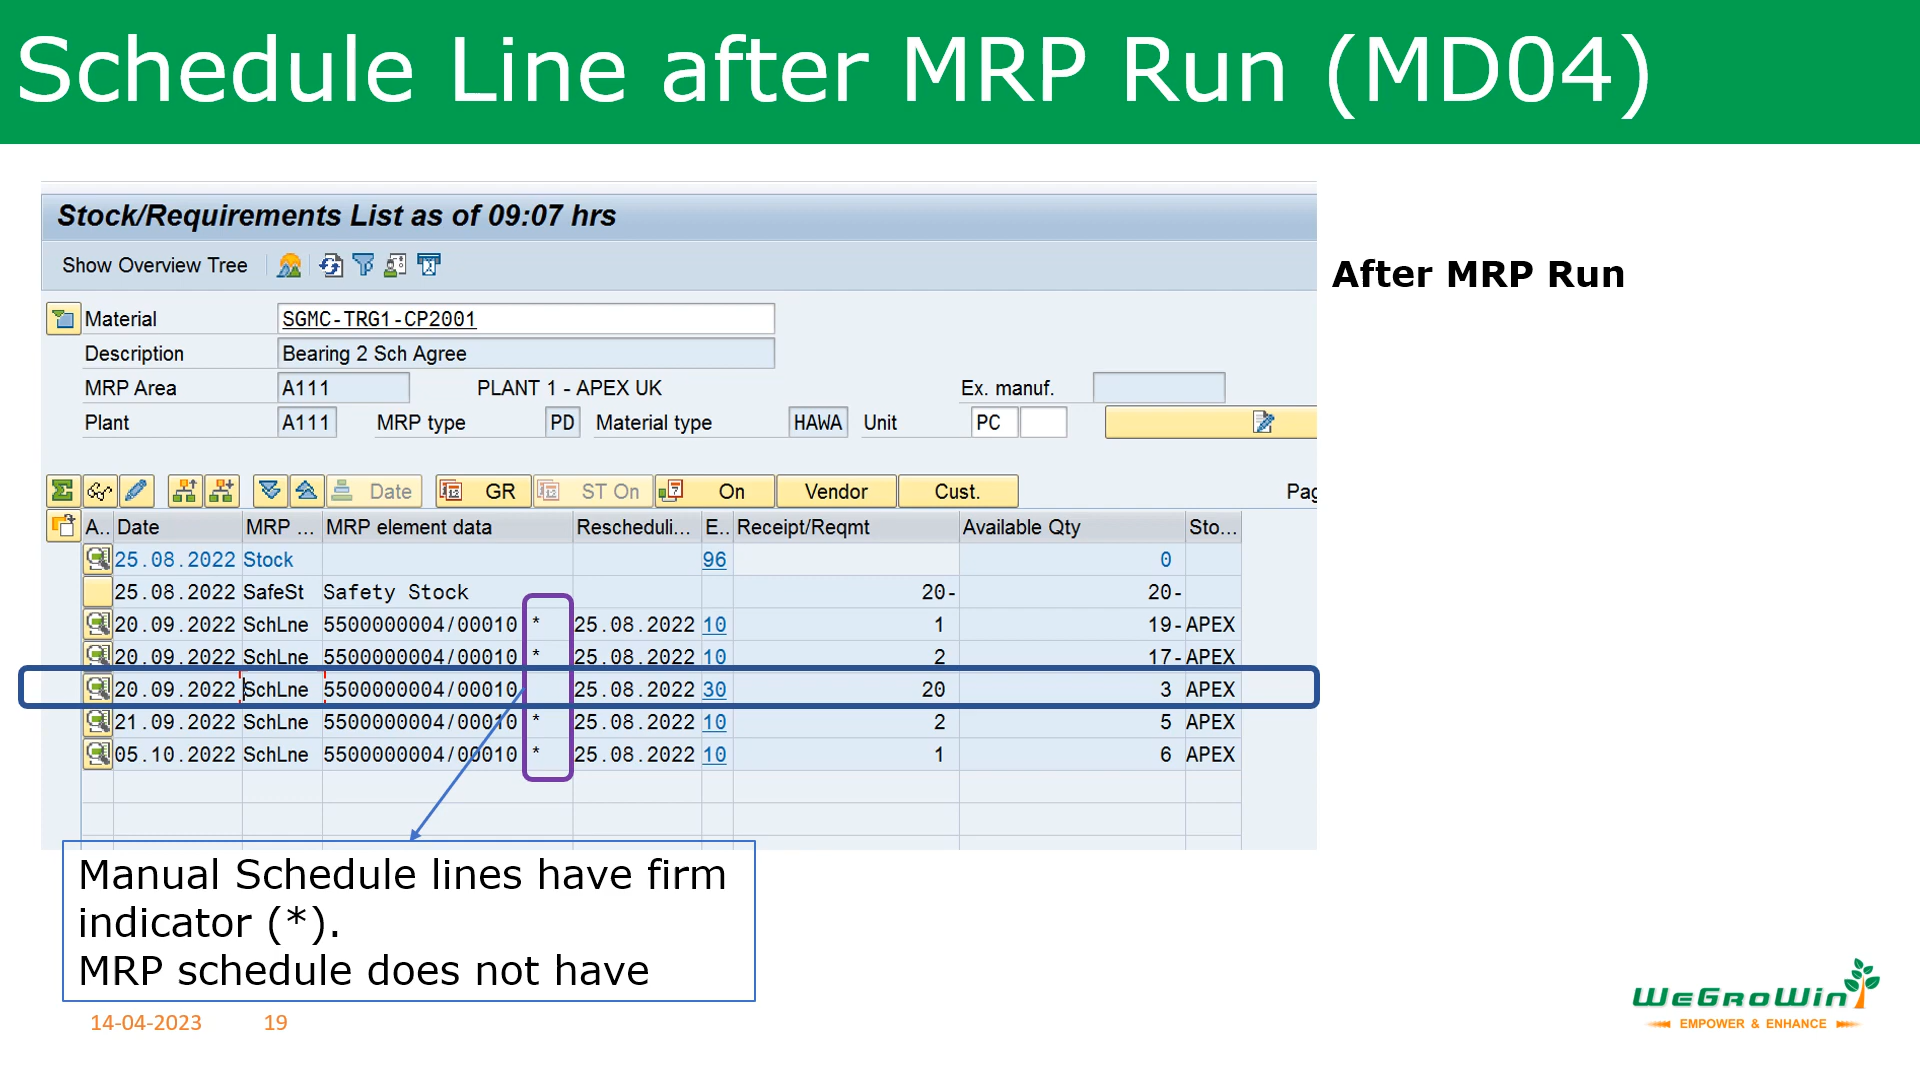 Schedule Line after MRP Run (MD04)
Stock/Requirements List as of 09:07 hrs
Show Overview Tree
After MRP Run
Material SGMC-TRG1-CP2001
Description Bearing 2 Sch Agree
MRP Area A111 PLANT 1 - APEX UK Ex. manuf.
Plant A111 MRP type PD Material type HAWA Unit PC
Date GR ST On On Vendor Cust. Pag
A.. Date MRP ... MRP element data Rescheduli... E.. Receipt/Reqmt Available Qty Sto...
25.08.2022 Stock 96 0
25.08.2022 SafeSt Safety Stock 20- 20-
20.09.2022 SchLne 5500000004/00010 * 25.08.2022 10 1 19- APEX
20.09.2022 SchLne 5500000004/00010 * 25.08.2022 10 2 17- APEX
20.09.2022 SchLne 5500000004/00010 25.08.2022 30 20 3 APEX
21.09.2022 SchLne 5500000004/00010 * 25.08.2022 10 2 5 APEX
05.10.2022 SchLne 5500000004/00010 * 25.08.2022 10 1 6 APEX
Manual Schedule lines have firm
indicator (*).
MRP schedule does not have
14-04-2023 19
WeGroWin
EMPOWER & ENHANCE